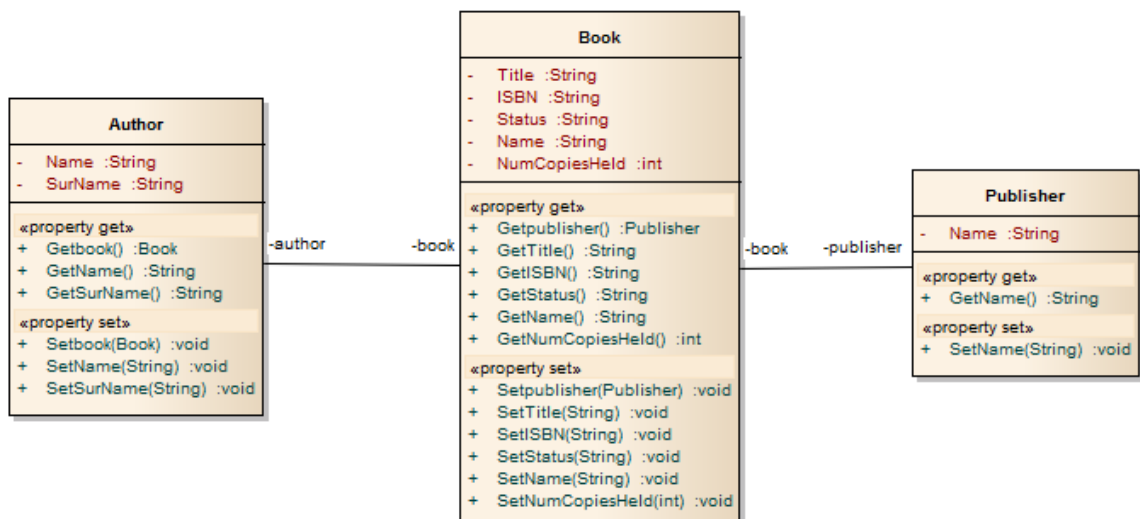 Author
- Name :String
- SurName :String
«property get»
+ Getbook() :Book
+ GetName() :String
+ GetSurName() :String
«property set»
+ Setbook(Book) :void
+ SetName(String) :void
+ SetSurName(String) :void
-author
-book
Book
- Title :String
- ISBN :String
- Status :String
- Name :String
- NumCopiesHeld :int
«property get»
+ Getpublisher() :Publisher
+ GetTitle() :String
+ GetISBN() :String
+ GetStatus() :String
+ GetName() :String
+ GetNumCopiesHeld() :int
«property set»
+ Setpublisher(Publisher) :void
+ SetTitle(String) :void
+ SetISBN(String) :void
+ SetStatus(String) :void
+ SetName(String) :void
+ SetNumCopiesHeld(int) :void
-book
-publisher
Publisher
- Name :String
«property get»
+ GetName() :String
«property set»
+ SetName(String) :void